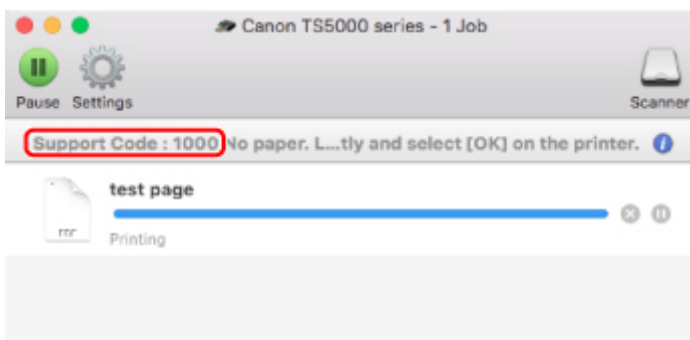 Canon TS5000 series - 1 Job
Pause Settings Scanner
Support Code : 1000 No paper. L...tly and select [OK] on the printer.
test page
Printing